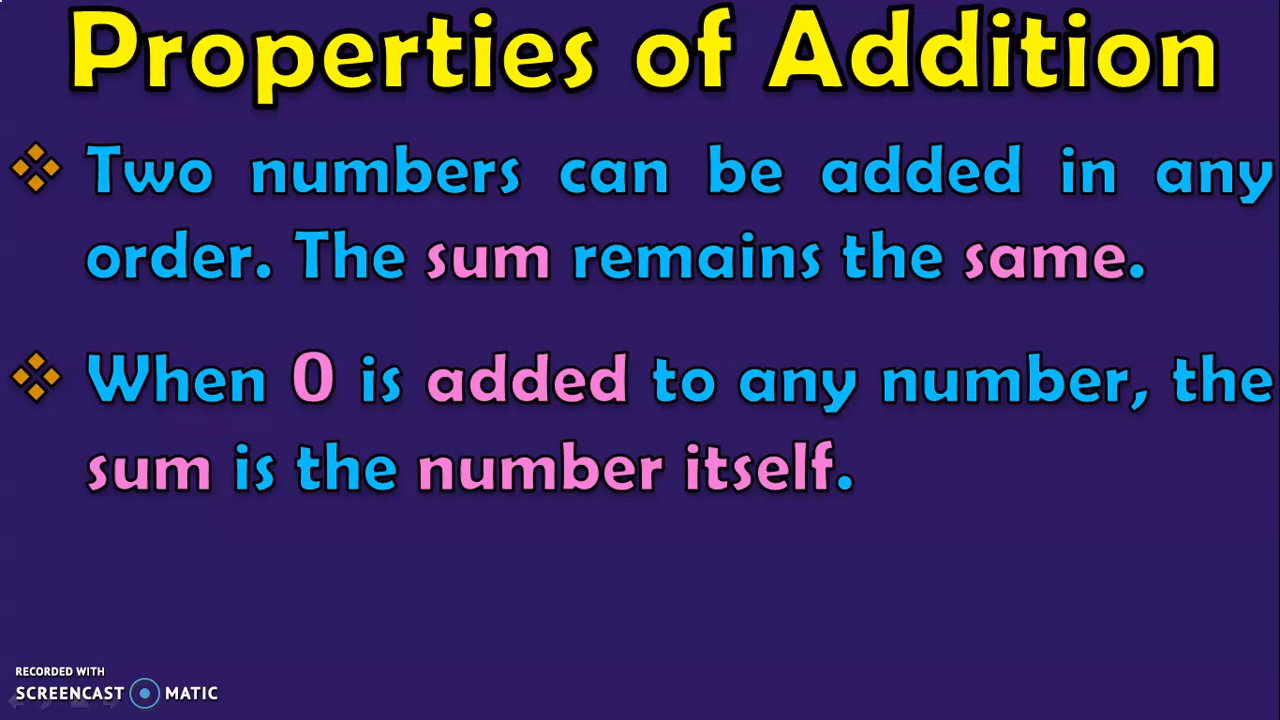 Properties of Addition
Two numbers can be added in any
order. The sum remains the same.
When 0 is added to any number, the
sum is the number itself.
RECORDED WITH
SCREENCAST MATIC